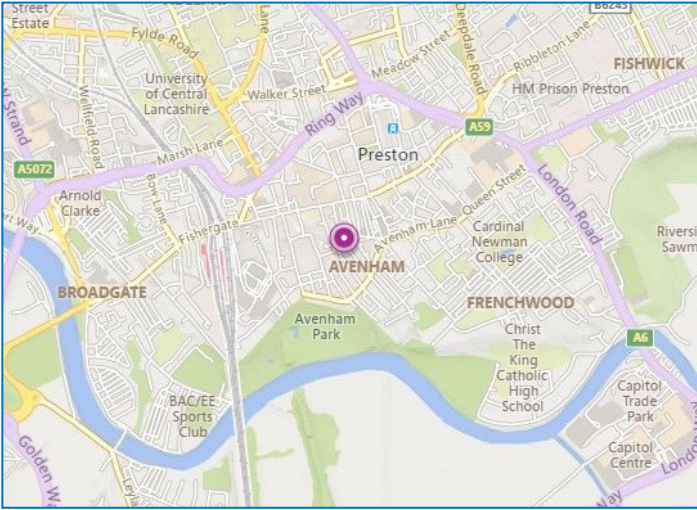 Street
Estate
Lane
B6243
Fylde Road
Deepdale Road
Ribbleton Lane
Meadow Street
FISHWICK
University
of Central
Lancashire
Walker Street
HM Prison Preston
Wellfield Road
Ring Way
Strand
A59
Marsh Lane
Preston
A5072
Bow Lane
Queen Street
London Road
Arnold
Clarke
Avenham Lane
Cardinal
Newman
College
Way
Fishergate
Riversi
Sawm
AVENHAM
BROADGATE
FRENCHWOOD
Avenham
Park
Christ
The
King
Catholic
High
School
A6
BAC/EE
Sports
Club
Capitol
Trade
Park
Golden Wa
Capitol
Centre
London
Leyla
Way